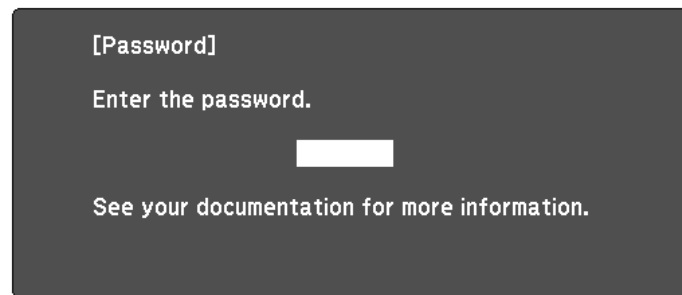 [Password]
Enter the password.
See your documentation for more information.